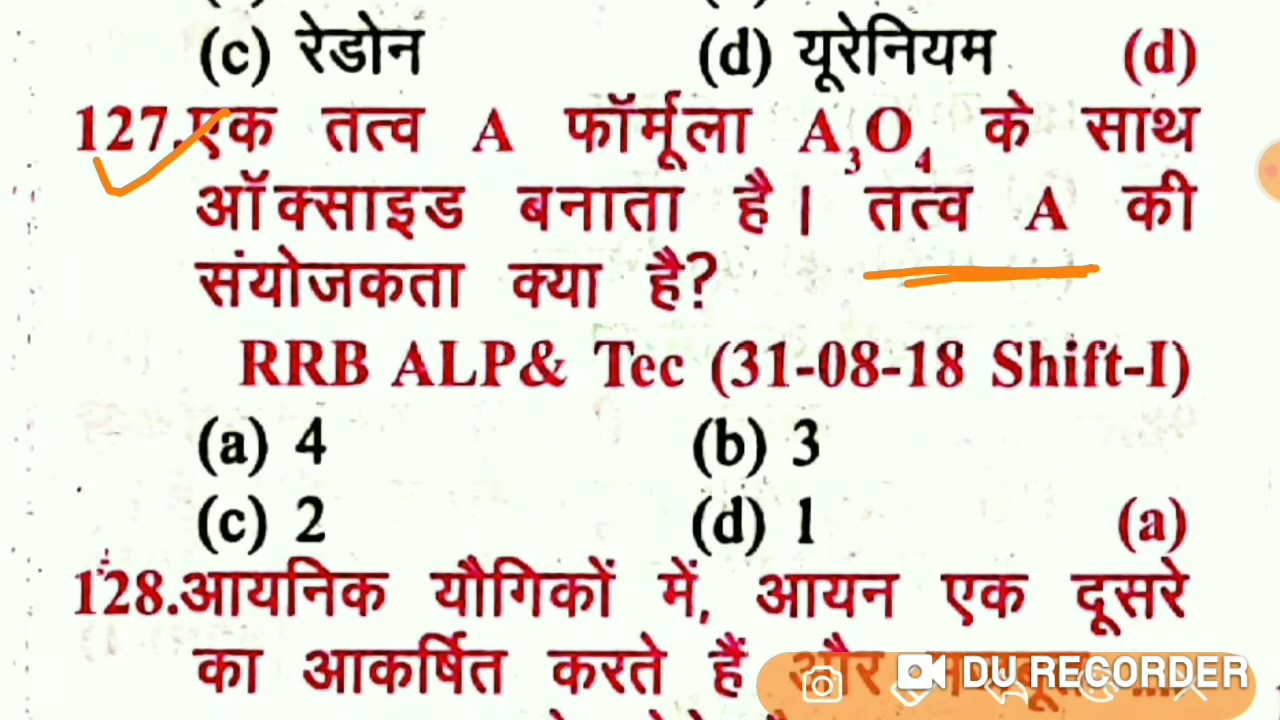 (c) रेडोन (d) यूरेनियम (d)
127.एक तत्व A फॉर्मूला A₃O₄ के साथ
ऑक्साइड बनाता है। तत्व A की
संयोजकता क्या है?
RRB ALP& Tec (31-08-18 Shift-I)
(a) 4 (b) 3
(c) 2 (d) 1 (a)
128.आयनिक यौगिकों में, आयन एक दूसरे
का आकर्षित करते हैं और
DU RECORDER